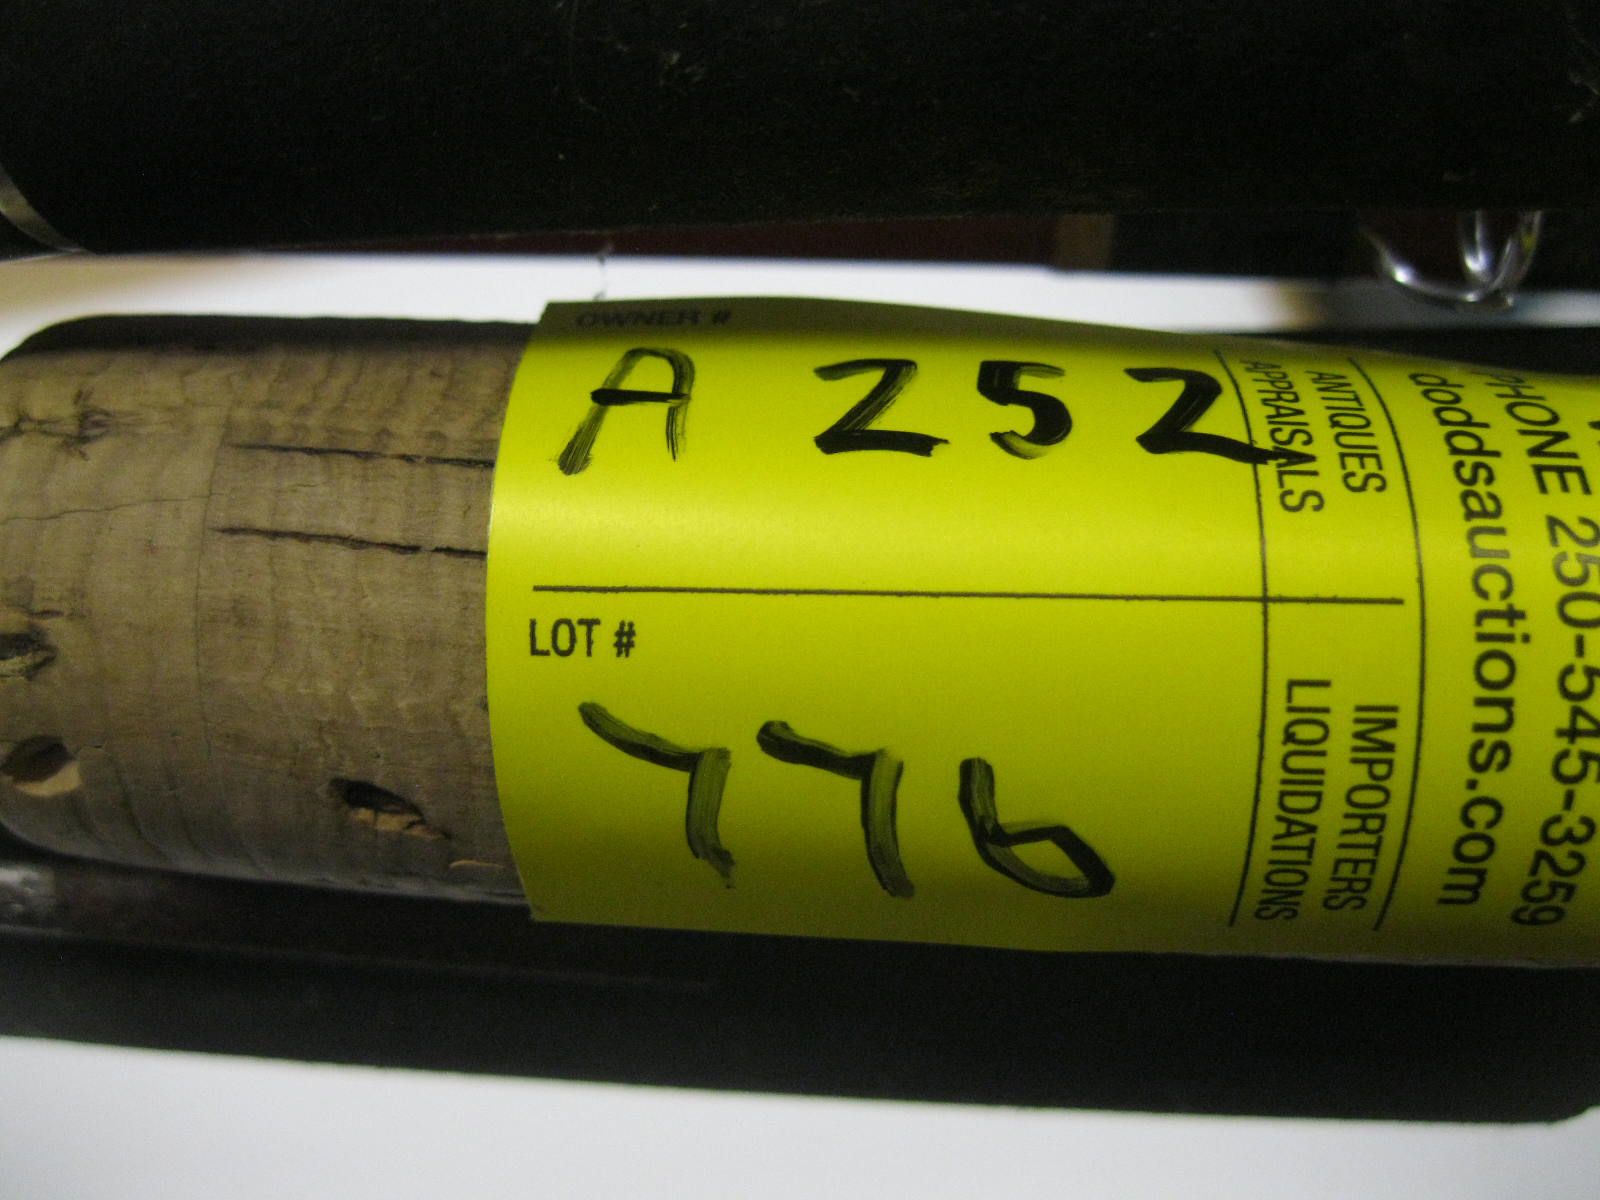 OWNER #
A 252
LOT #
776
ANTIQUES
APPRAISALS
IMPORTERS
LIQUIDATIONS
PHONE 250-545-3259
doddsauctions.com